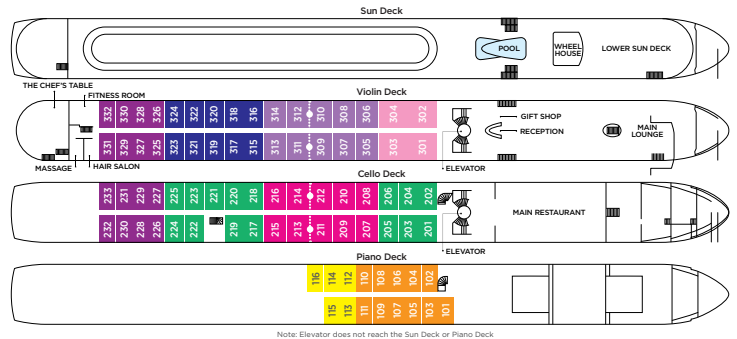 Sun Deck
POOL
WHEEL
HOUSE
LOWER SUN DECK
THE CHEF'S TABLE
FITNESS ROOM
Violin Deck
332 330 328 326 324 322 320 318 316 314 312 310 308 306 304 302
331 329 327 325 323 321 319 317 315 313 311 309 307 305 303 301
GIFT SHOP
RECEPTION
MAIN
LOUNGE
MASSAGE
HAIR SALON
ELEVATOR
Cello Deck
233 231 229 227 225 223 221 220 218 216 214 212 210 208 206 204 202
232 230 228 226 224 222 219 217 215 213 211 209 207 205 203 201
MAIN RESTAURANT
ELEVATOR
Piano Deck
116 114 112 110 108 106 104 102
115 113 111 109 107 105 103 101
Note: Elevator does not reach the Sun Deck or Piano Deck